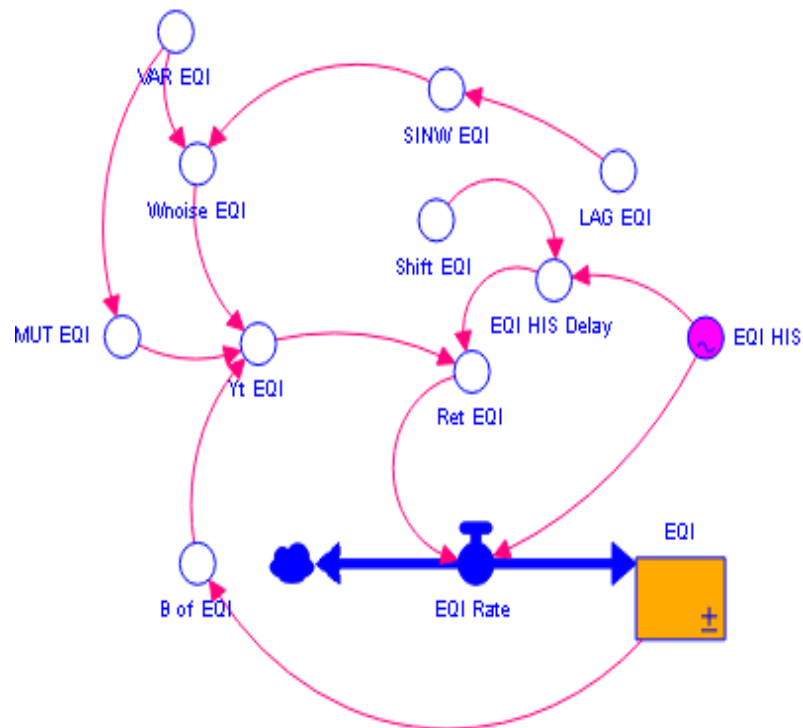 VAR EQI
SINW EQI
Wnoise EQI
LAG EQI
Shift EQI
EQI HIS Delay
MUT EQI
EQI HIS
Yt EQI
Ret EQI
EQI
B of EQI
EQI Rate